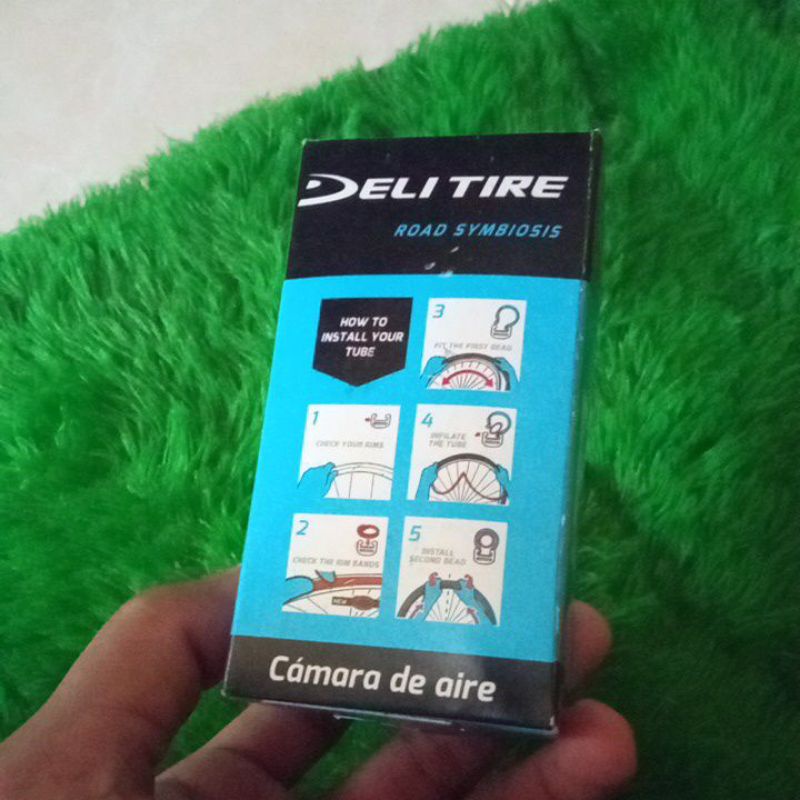 DELI TIRE
ROAD SYMBIOSIS
HOW TO
INSTALL YOUR
TUBE
1
CHECK YOUR RIMS
2
CHECK THE RIM BANDS
NEW
3
FIT THE FIRST BEAD
4
INFLATE
THE TUBE
5
INSTALL
SECOND BEAD
Cámara de aire